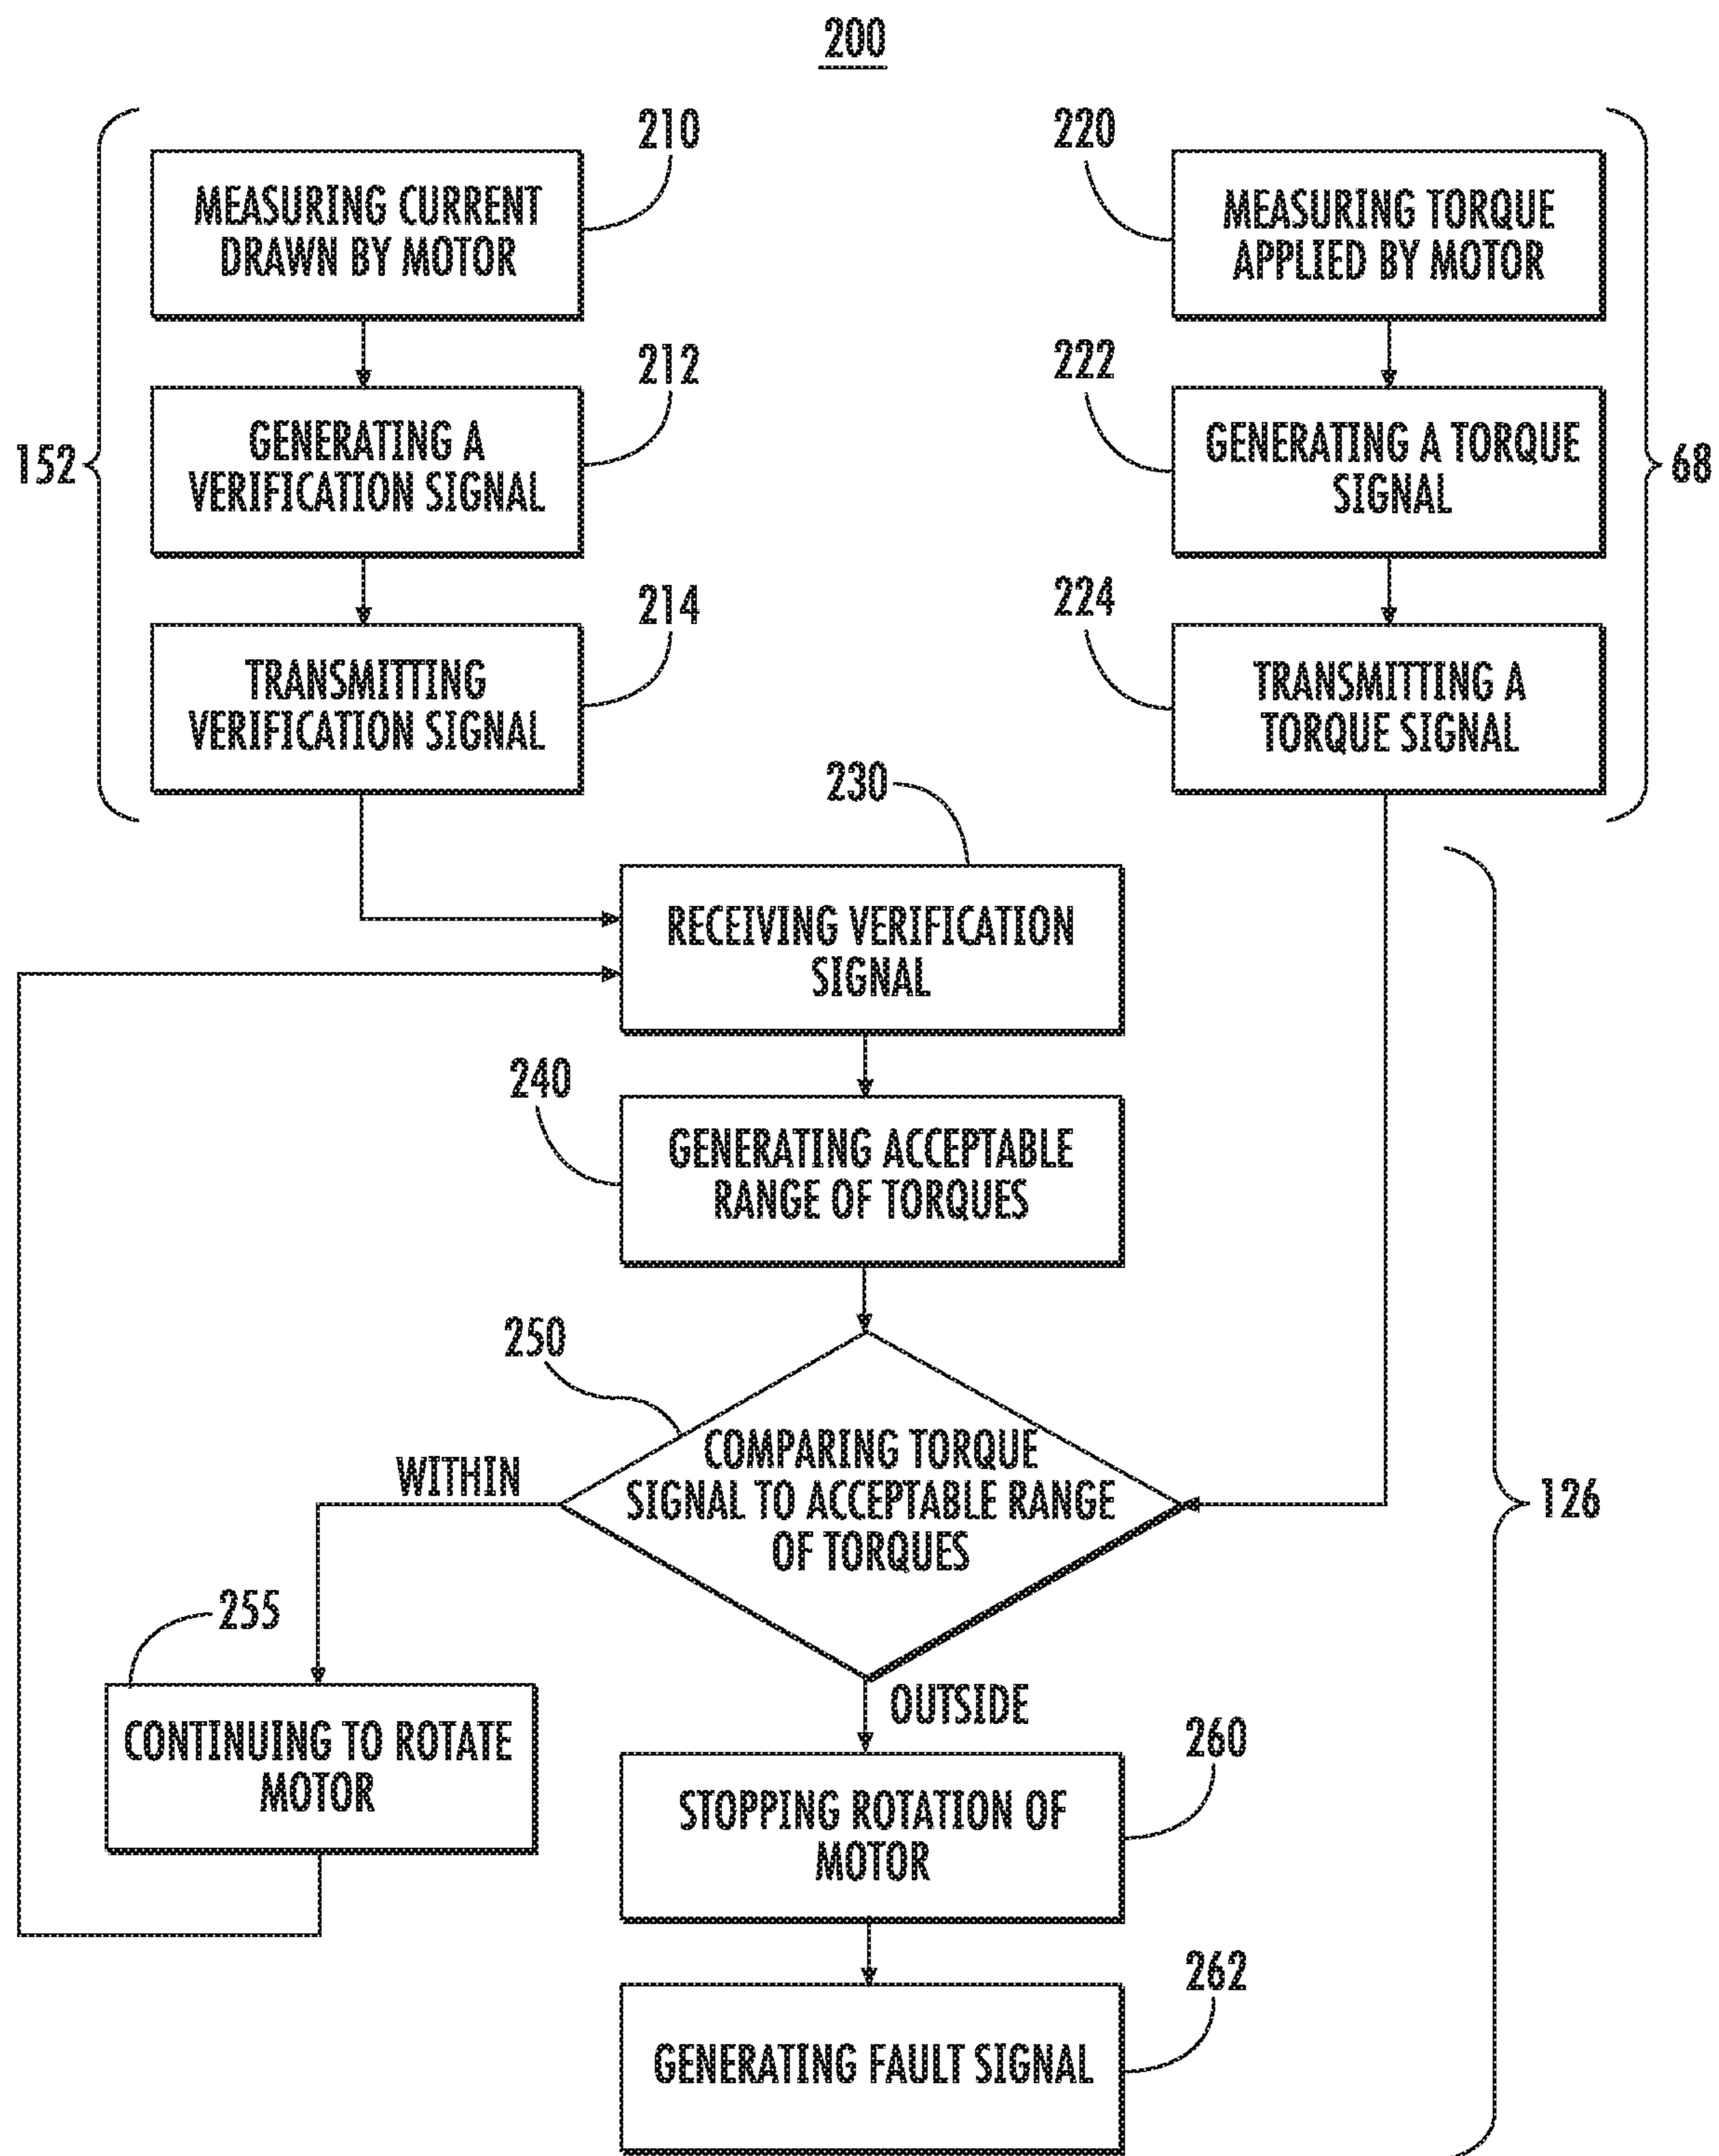 200
210
MEASURING CURRENT
DRAWN BY MOTOR
220
MEASURING TORQUE
APPLIED BY MOTOR
212
GENERATING A
VERIFICATION SIGNAL
222
GENERATING A TORQUE
SIGNAL
152
68
214
TRANSMITTING
VERIFICATION SIGNAL
224
TRANSMITTING A
TORQUE SIGNAL
230
RECEIVING VERIFICATION
SIGNAL
240
GENERATING ACCEPTABLE
RANGE OF TORQUES
250
COMPARING TORQUE
SIGNAL TO ACCEPTABLE RANGE
OF TORQUES
WITHIN
126
255
CONTINUING TO ROTATE
MOTOR
OUTSIDE
260
STOPPING ROTATION OF
MOTOR
262
GENERATING FAULT SIGNAL